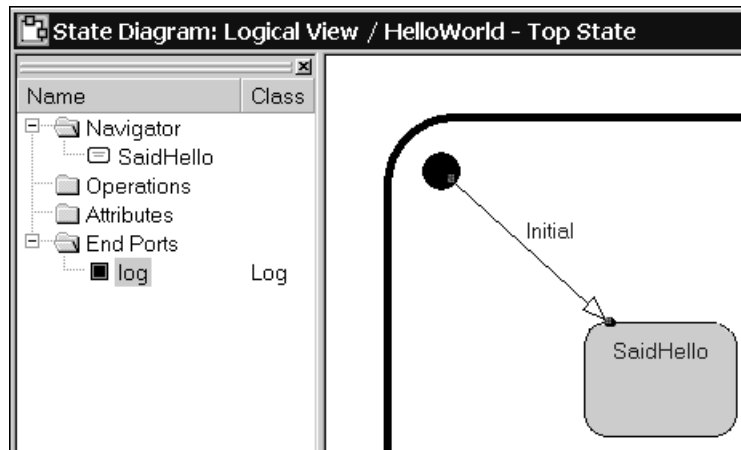 State Diagram: Logical View / HelloWorld - Top State
Name Class
Navigator
SaidHello
Operations
Attributes
End Ports
log Log
Initial
SaidHello